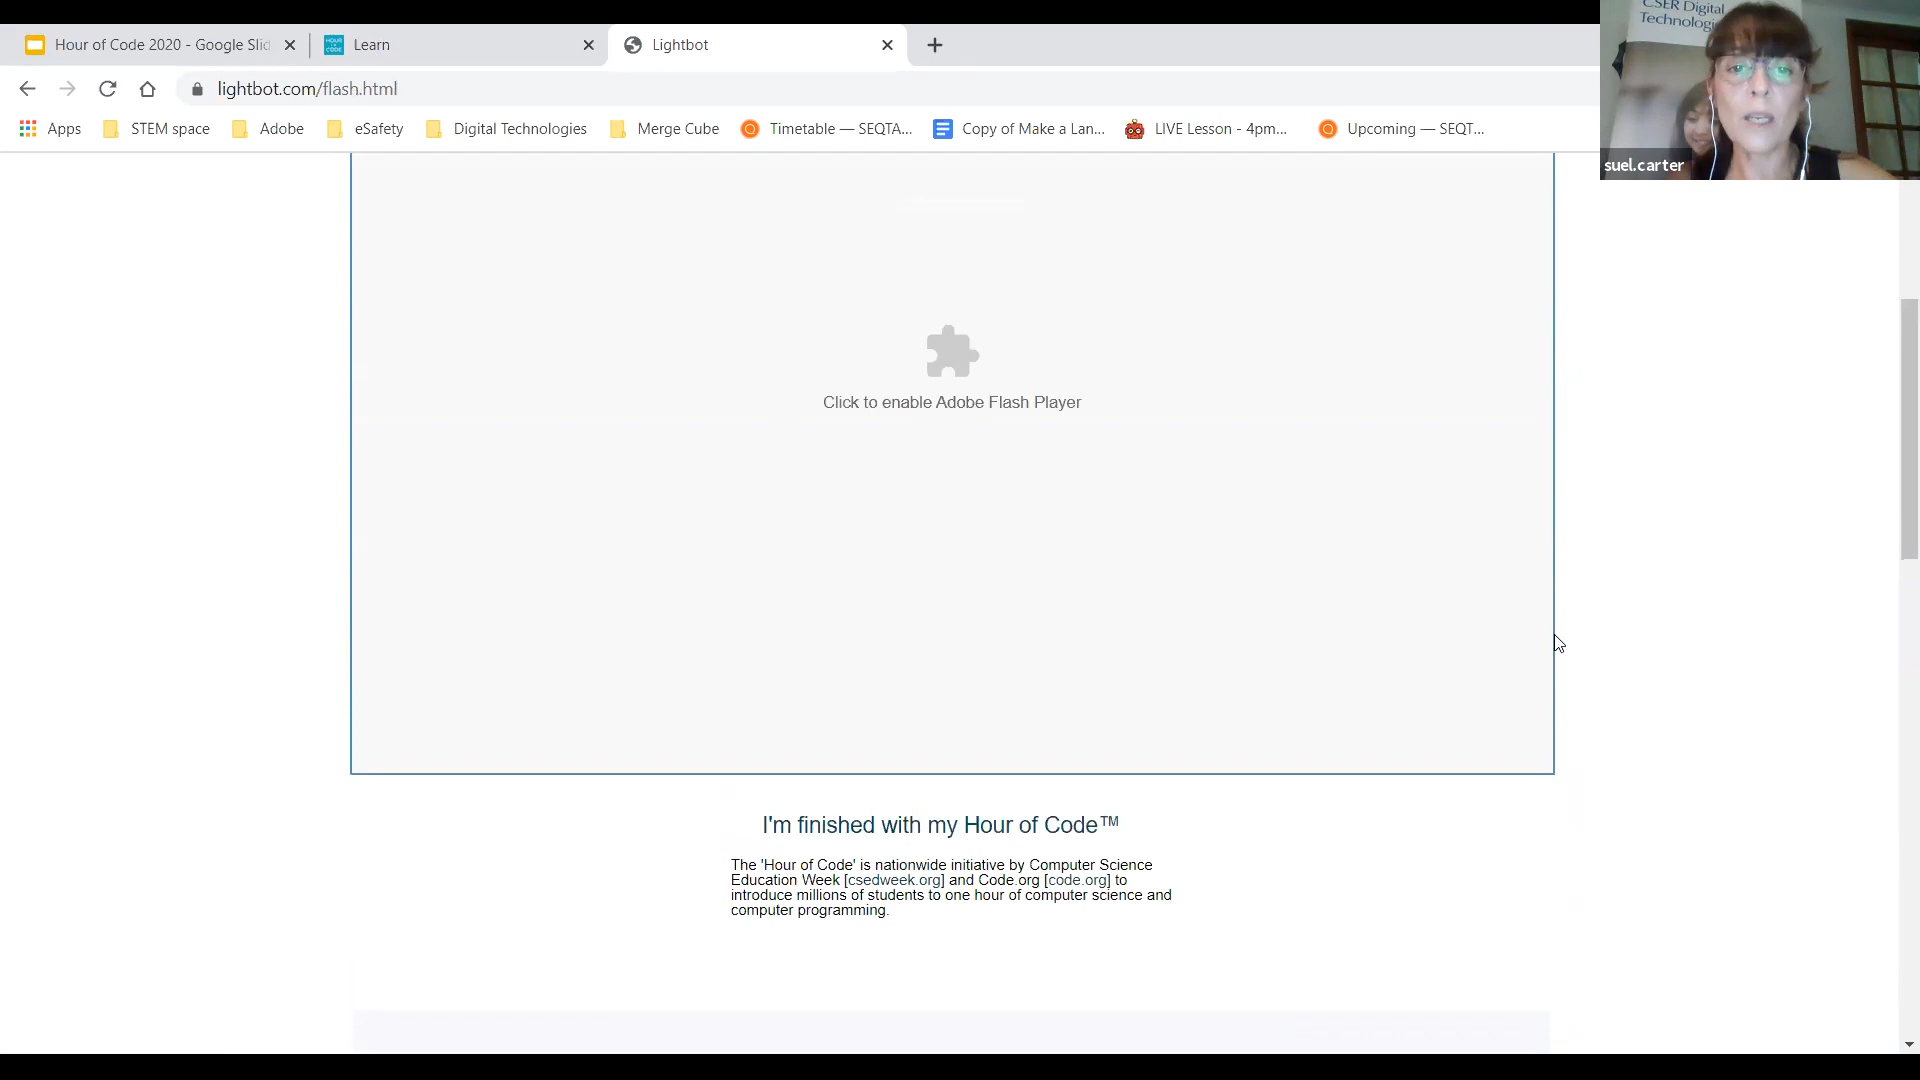 Hour of Code 2020 - Google Slid
Learn
Lightbot
lightbot.com/flash.html
Apps
STEM space
Adobe
eSafety
Digital Technologies
Merge Cube
Timetable — SEQTA...
Copy of Make a Lan...
LIVE Lesson - 4pm...
Upcoming — SEQT...
CSER Digital
suel.carter
Click to enable Adobe Flash Player
I'm finished with my Hour of Code™
The 'Hour of Code' is nationwide initiative by Computer Science
Education Week [csedweek.org] and Code.org [code.org] to
introduce millions of students to one hour of computer science and
computer programming.